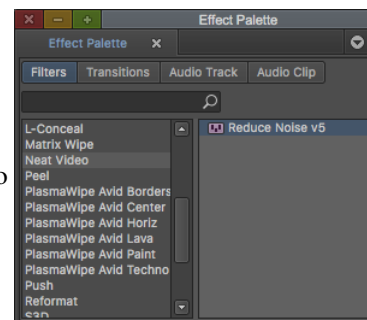 Effect Palette
Effect Palette
Filters Transitions Audio Track Audio Clip
L-Conceal
Matrix Wipe
Neat Video
Peel
PlasmaWipe Avid Borders
PlasmaWipe Avid Center
PlasmaWipe Avid Horiz
PlasmaWipe Avid Lava
PlasmaWipe Avid Paint
PlasmaWipe Avid Techno
Push
Reformat
S3D
Reduce Noise v5